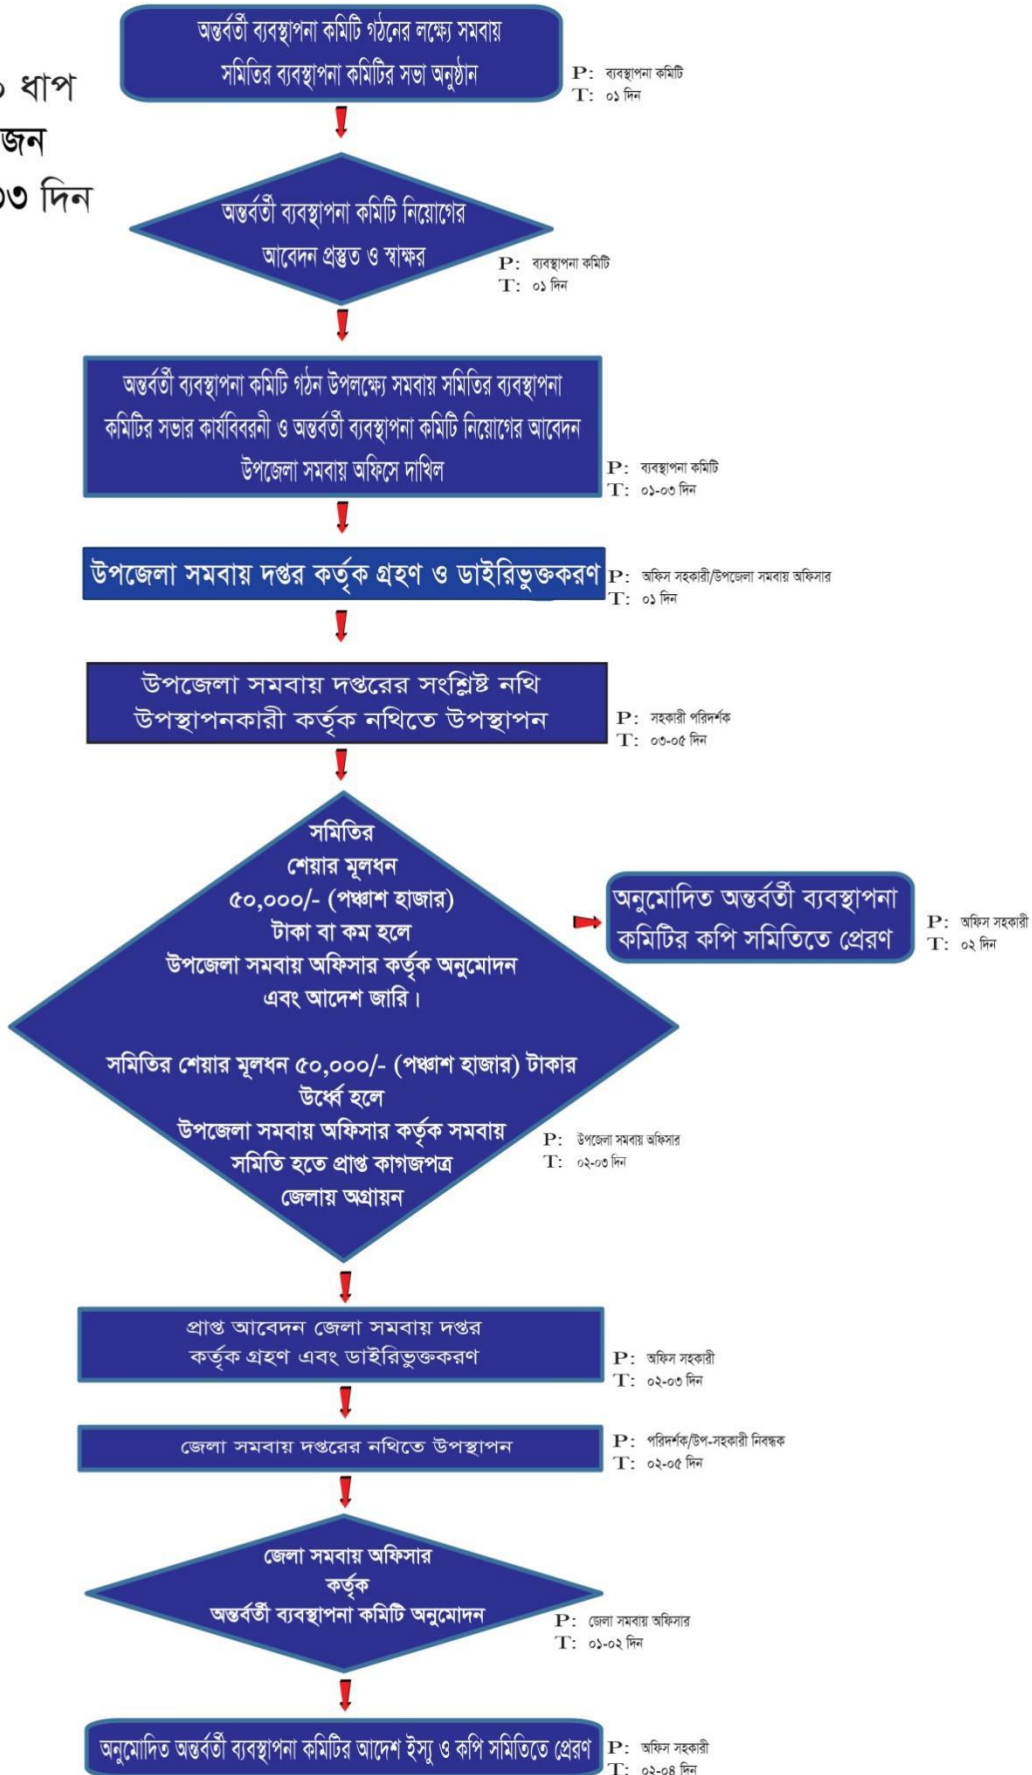 অন্তর্বর্তী ব্যবস্থাপনা কমিটি গঠনের লক্ষ্যে সমবায়
সমিতির ব্যবস্থাপনা কমিটির সভা অনুষ্ঠান
P: ব্যবস্থাপনা কমিটি
T: ০১ দিন
ধাপ
জন
০৩ দিন
অন্তর্বর্তী ব্যবস্থাপনা কমিটি নিয়োগের
আবেদন প্রস্তুত ও স্বাক্ষর
P: ব্যবস্থাপনা কমিটি
T: ০১ দিন
অন্তর্বর্তী ব্যবস্থাপনা কমিটি গঠন উপলক্ষ্যে সমবায় সমিতির ব্যবস্থাপনা
কমিটির সভার কার্যবিবরনী ও অন্তর্বর্তী ব্যবস্থাপনা কমিটি নিয়োগের আবেদন
উপজেলা সমবায় অফিসে দাখিল
P: ব্যবস্থাপনা কমিটি
T: ০১-০৩ দিন
উপজেলা সমবায় দপ্তর কর্তৃক গ্রহণ ও ডাইরিভুক্তকরণ
P: অফিস সহকারী/উপজেলা সমবায় অফিসার
T: ০১ দিন
উপজেলা সমবায় দপ্তরের সংশ্লিষ্ট নথি
উপস্থাপনকারী কর্তৃক নথিতে উপস্থাপন
P: সহকারী পরিদর্শক
T: ০৩-০৫ দিন
সমিতির
শেয়ার মূলধন
৫০,০০০/- (পঞ্চাশ হাজার)
টাকা বা কম হলে
উপজেলা সমবায় অফিসার কর্তৃক অনুমোদন
এবং আদেশ জারি।
সমিতির শেয়ার মূলধন ৫০,০০০/- (পঞ্চাশ হাজার) টাকার
উর্ধ্বে হলে
উপজেলা সমবায় অফিসার কর্তৃক সমবায়
সমিতি হতে প্রাপ্ত কাগজপত্র
জেলায় অগ্রায়ন
P: উপজেলা সমবায় অফিসার
T: ০২-০৩ দিন
অনুমোদিত অন্তর্বর্তী ব্যবস্থাপনা
কমিটির কপি সমিতিতে প্রেরণ
P: অফিস সহকারী
T: ০২ দিন
প্রাপ্ত আবেদন জেলা সমবায় দপ্তর
কর্তৃক গ্রহণ এবং ডাইরিভুক্তকরণ
P: অফিস সহকারী
T: ০২-০৩ দিন
জেলা সমবায় দপ্তরের নথিতে উপস্থাপন
P: পরিদর্শক/উপ-সহকারী নিবন্ধক
T: ০২-০৫ দিন
জেলা সমবায় অফিসার
কর্তৃক
অন্তর্বর্তী ব্যবস্থাপনা কমিটি অনুমোদন
P: জেলা সমবায় অফিসার
T: ০১-০২ দিন
অনুমোদিত অন্তর্বর্তী ব্যবস্থাপনা কমিটির আদেশ ইস্যু ও কপি সমিতিতে প্রেরণ
P: অফিস সহকারী
T: ০২-০৪ দিন